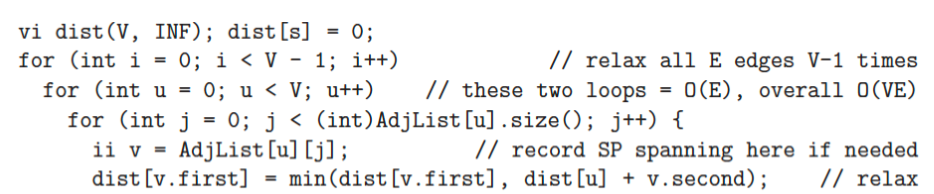 vi dist(V, INF); dist[s] = 0;
for (int i = 0; i < V - 1; i++) // relax all E edges V-1 times
for (int u = 0; u < V; u++) // these two loops = O(E), overall O(VE)
for (int j = 0; j < (int)AdjList[u].size(); j++) {
ii v = AdjList[u][j]; // record SP spanning here if needed
dist[v.first] = min(dist[v.first], dist[u] + v.second); // relax